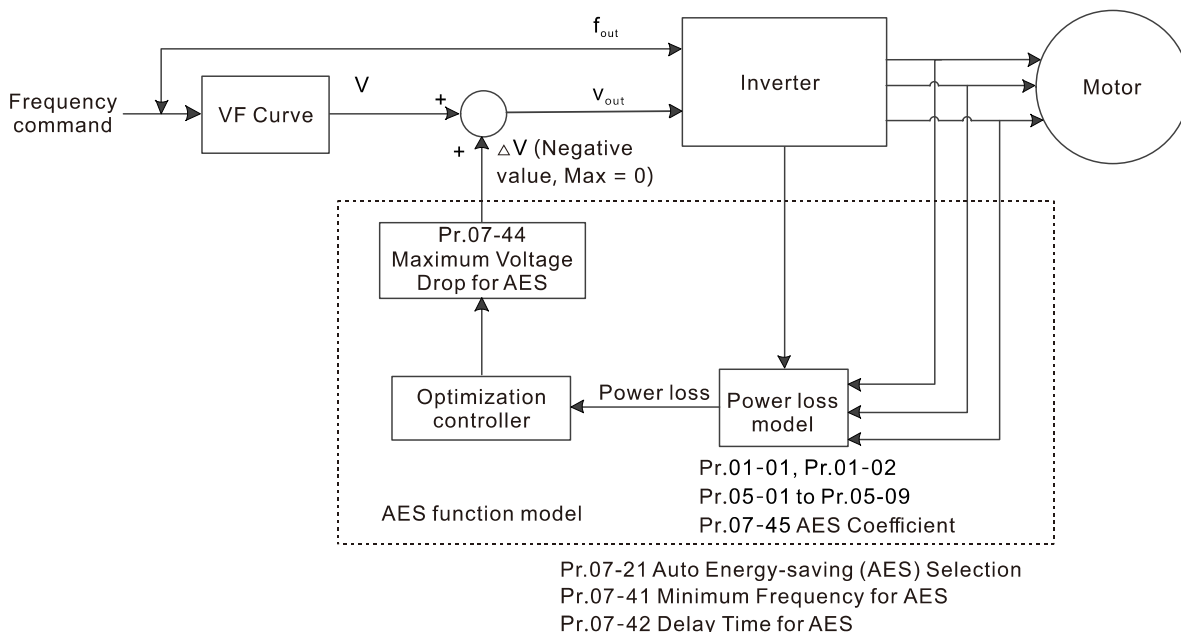 f out
Inverter
Motor
V
Frequency
command
VF Curve
+
V out
+
△V (Negative
value, Max = 0)
Pr.07-44
Maximum Voltage
Drop for AES
Optimization
controller
Power loss
Power loss
model
Pr.01-01, Pr.01-02
Pr.05-01 to Pr.05-09
Pr.07-45 AES Coefficient
AES function model
Pr.07-21 Auto Energy-saving (AES) Selection
Pr.07-41 Minimum Frequency for AES
Pr.07-42 Delay Time for AES